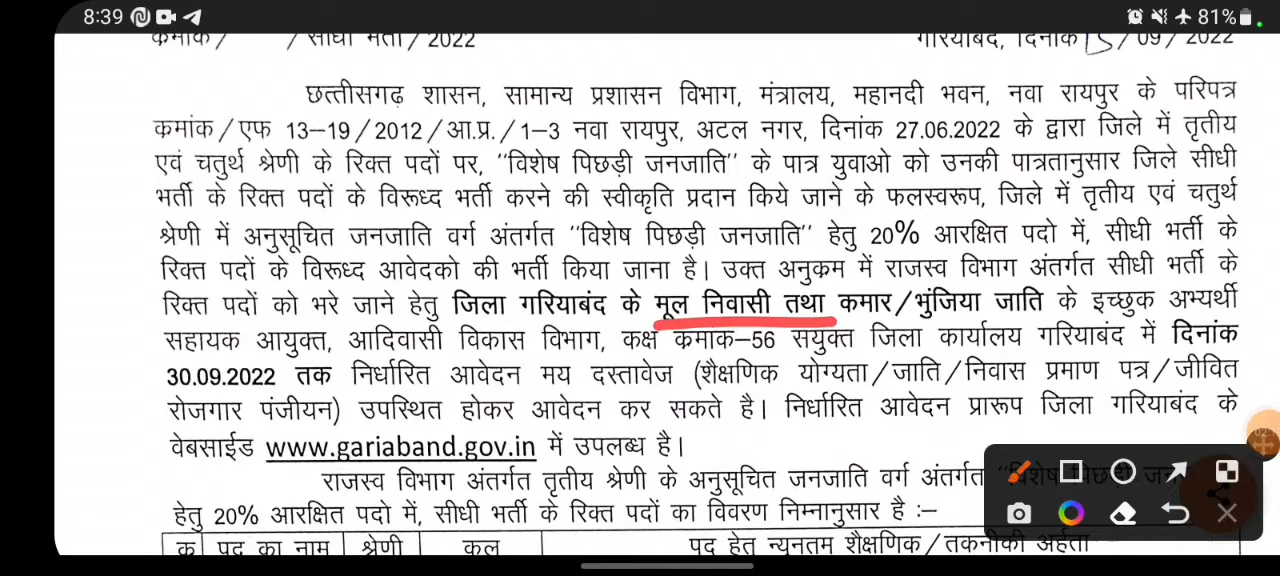 8:39
81%
क्रमांक/ /सीधी भर्ती/2022 गरियाबंद, दिनांक 15/09/2022
छत्तीसगढ़ शासन, सामान्य प्रशासन विभाग, मंत्रालय, महानदी भवन, नवा रायपुर के परिपत्र
कमांक/एफ 13-19/2012/आ.प्र./1-3 नवा रायपुर, अटल नगर, दिनांक 27.06.2022 के द्वारा जिले में तृतीय
एवं चतुर्थ श्रेणी के रिक्त पदों पर, "विशेष पिछड़ी जनजाति" के पात्र युवाओ को उनकी पात्रतानुसार जिले सीधी
भर्ती के रिक्त पदों के विरूध्द भर्ती करने की स्वीकृति प्रदान किये जाने के फलस्वरूप, जिले में तृतीय एवं चतुर्थ
श्रेणी में अनुसूचित जनजाति वर्ग अंतर्गत "विशेष पिछड़ी जनजाति" हेतु 20% आरक्षित पदो में, सीधी भर्ती के
रिक्त पदों के विरूध्द आवेदको की भर्ती किया जाना है। उक्त अनुकम में राजस्व विभाग अंतर्गत सीधी भर्ती के
रिक्त पदों को भरे जाने हेतु जिला गरियाबंद के मूल निवासी तथा कमार/भुंजिया जाति के इच्छुक अभ्यर्थी
सहायक आयुक्त, आदिवासी विकास विभाग, कक्ष कमाक-56 सयुक्त जिला कार्यालय गरियाबंद में दिनांक
30.09.2022 तक निर्धारित आवेदन मय दस्तावेज (शैक्षणिक योग्यता/जाति/निवास प्रमाण पत्र/जीवित
रोजगार पंजीयन) उपस्थित होकर आवेदन कर सकते है। निर्धारित आवेदन प्रारूप जिला गरियाबंद के
वेबसाईड www.gariaband.gov.in में उपलब्ध है।
राजस्व विभाग अंतर्गत तृतीय श्रेणी के अनुसूचित जनजाति वर्ग अंतर्गत "विशेष पिछड़ी
हेतु 20% आरक्षित पदो में, सीधी भर्ती के रिक्त पदों का विवरण निम्नानुसार है :-
क पद का नाम श्रेणी कुल पद हेतु न्यूनतम शैक्षणिक/तकनीकी अर्हता